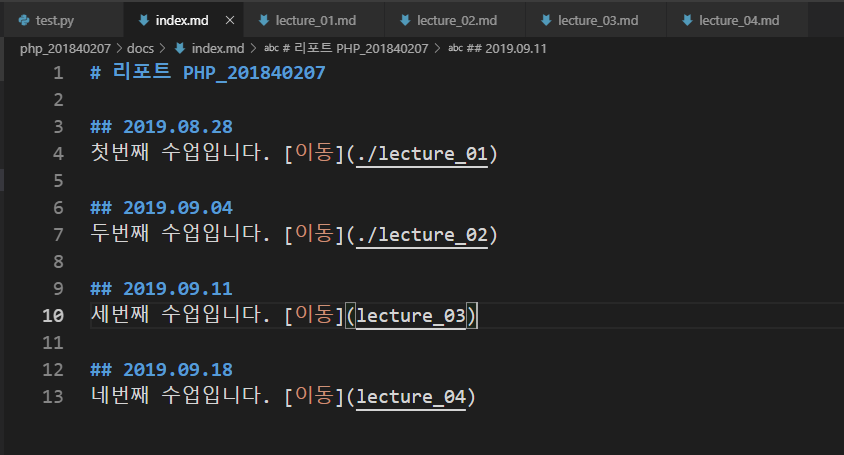 test.py index.md × lecture_01.md lecture_02.md lecture_03.md lecture_04.md
php_201840207 > docs > index.md > abc # 리포트 PHP_201840207 > abc ## 2019.09.11
1 # 리포트 PHP_201840207
2
3 ## 2019.08.28
4 첫번째 수업입니다. [이동](./lecture_01)
5
6 ## 2019.09.04
7 두번째 수업입니다. [이동](./lecture_02)
8
9 ## 2019.09.11
10 세번째 수업입니다. [이동](lecture_03)
11
12 ## 2019.09.18
13 네번째 수업입니다. [이동](lecture_04)